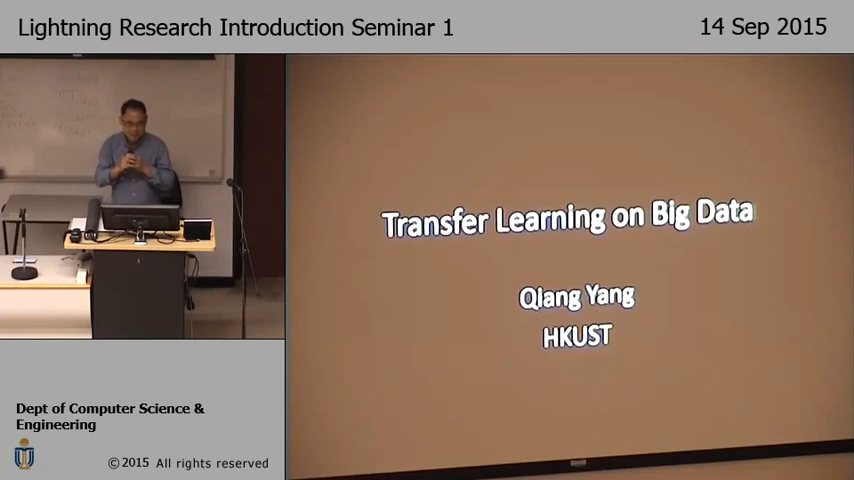 Lightning Research Introduction Seminar 1
14 Sep 2015
Transfer Learning on Big Data
Qiang Yang
HKUST
Dept of Computer Science &
Engineering
©2015 All rights reserved